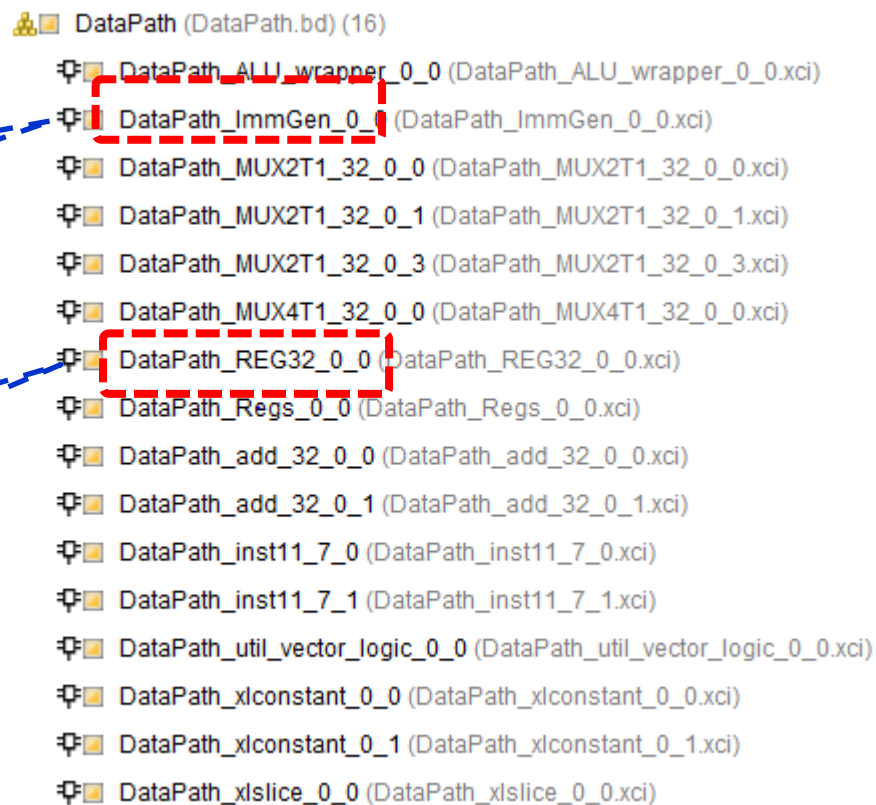 DataPath (DataPath.bd) (16)
DataPath_ALU_wrapper_0_0 (DataPath_ALU_wrapper_0_0.xci)
DataPath_ImmGen_0_0 (DataPath_ImmGen_0_0.xci)
DataPath_MUX2T1_32_0_0 (DataPath_MUX2T1_32_0_0.xci)
DataPath_MUX2T1_32_0_1 (DataPath_MUX2T1_32_0_1.xci)
DataPath_MUX2T1_32_0_3 (DataPath_MUX2T1_32_0_3.xci)
DataPath_MUX4T1_32_0_0 (DataPath_MUX4T1_32_0_0.xci)
DataPath_REG32_0_0 (DataPath_REG32_0_0.xci)
DataPath_Regs_0_0 (DataPath_Regs_0_0.xci)
DataPath_add_32_0_0 (DataPath_add_32_0_0.xci)
DataPath_add_32_0_1 (DataPath_add_32_0_1.xci)
DataPath_inst11_7_0 (DataPath_inst11_7_0.xci)
DataPath_inst11_7_1 (DataPath_inst11_7_1.xci)
DataPath_util_vector_logic_0_0 (DataPath_util_vector_logic_0_0.xci)
DataPath_xlconstant_0_0 (DataPath_xlconstant_0_0.xci)
DataPath_xlconstant_0_1 (DataPath_xlconstant_0_1.xci)
DataPath_xlslice_0_0 (DataPath_xlslice_0_0.xci)